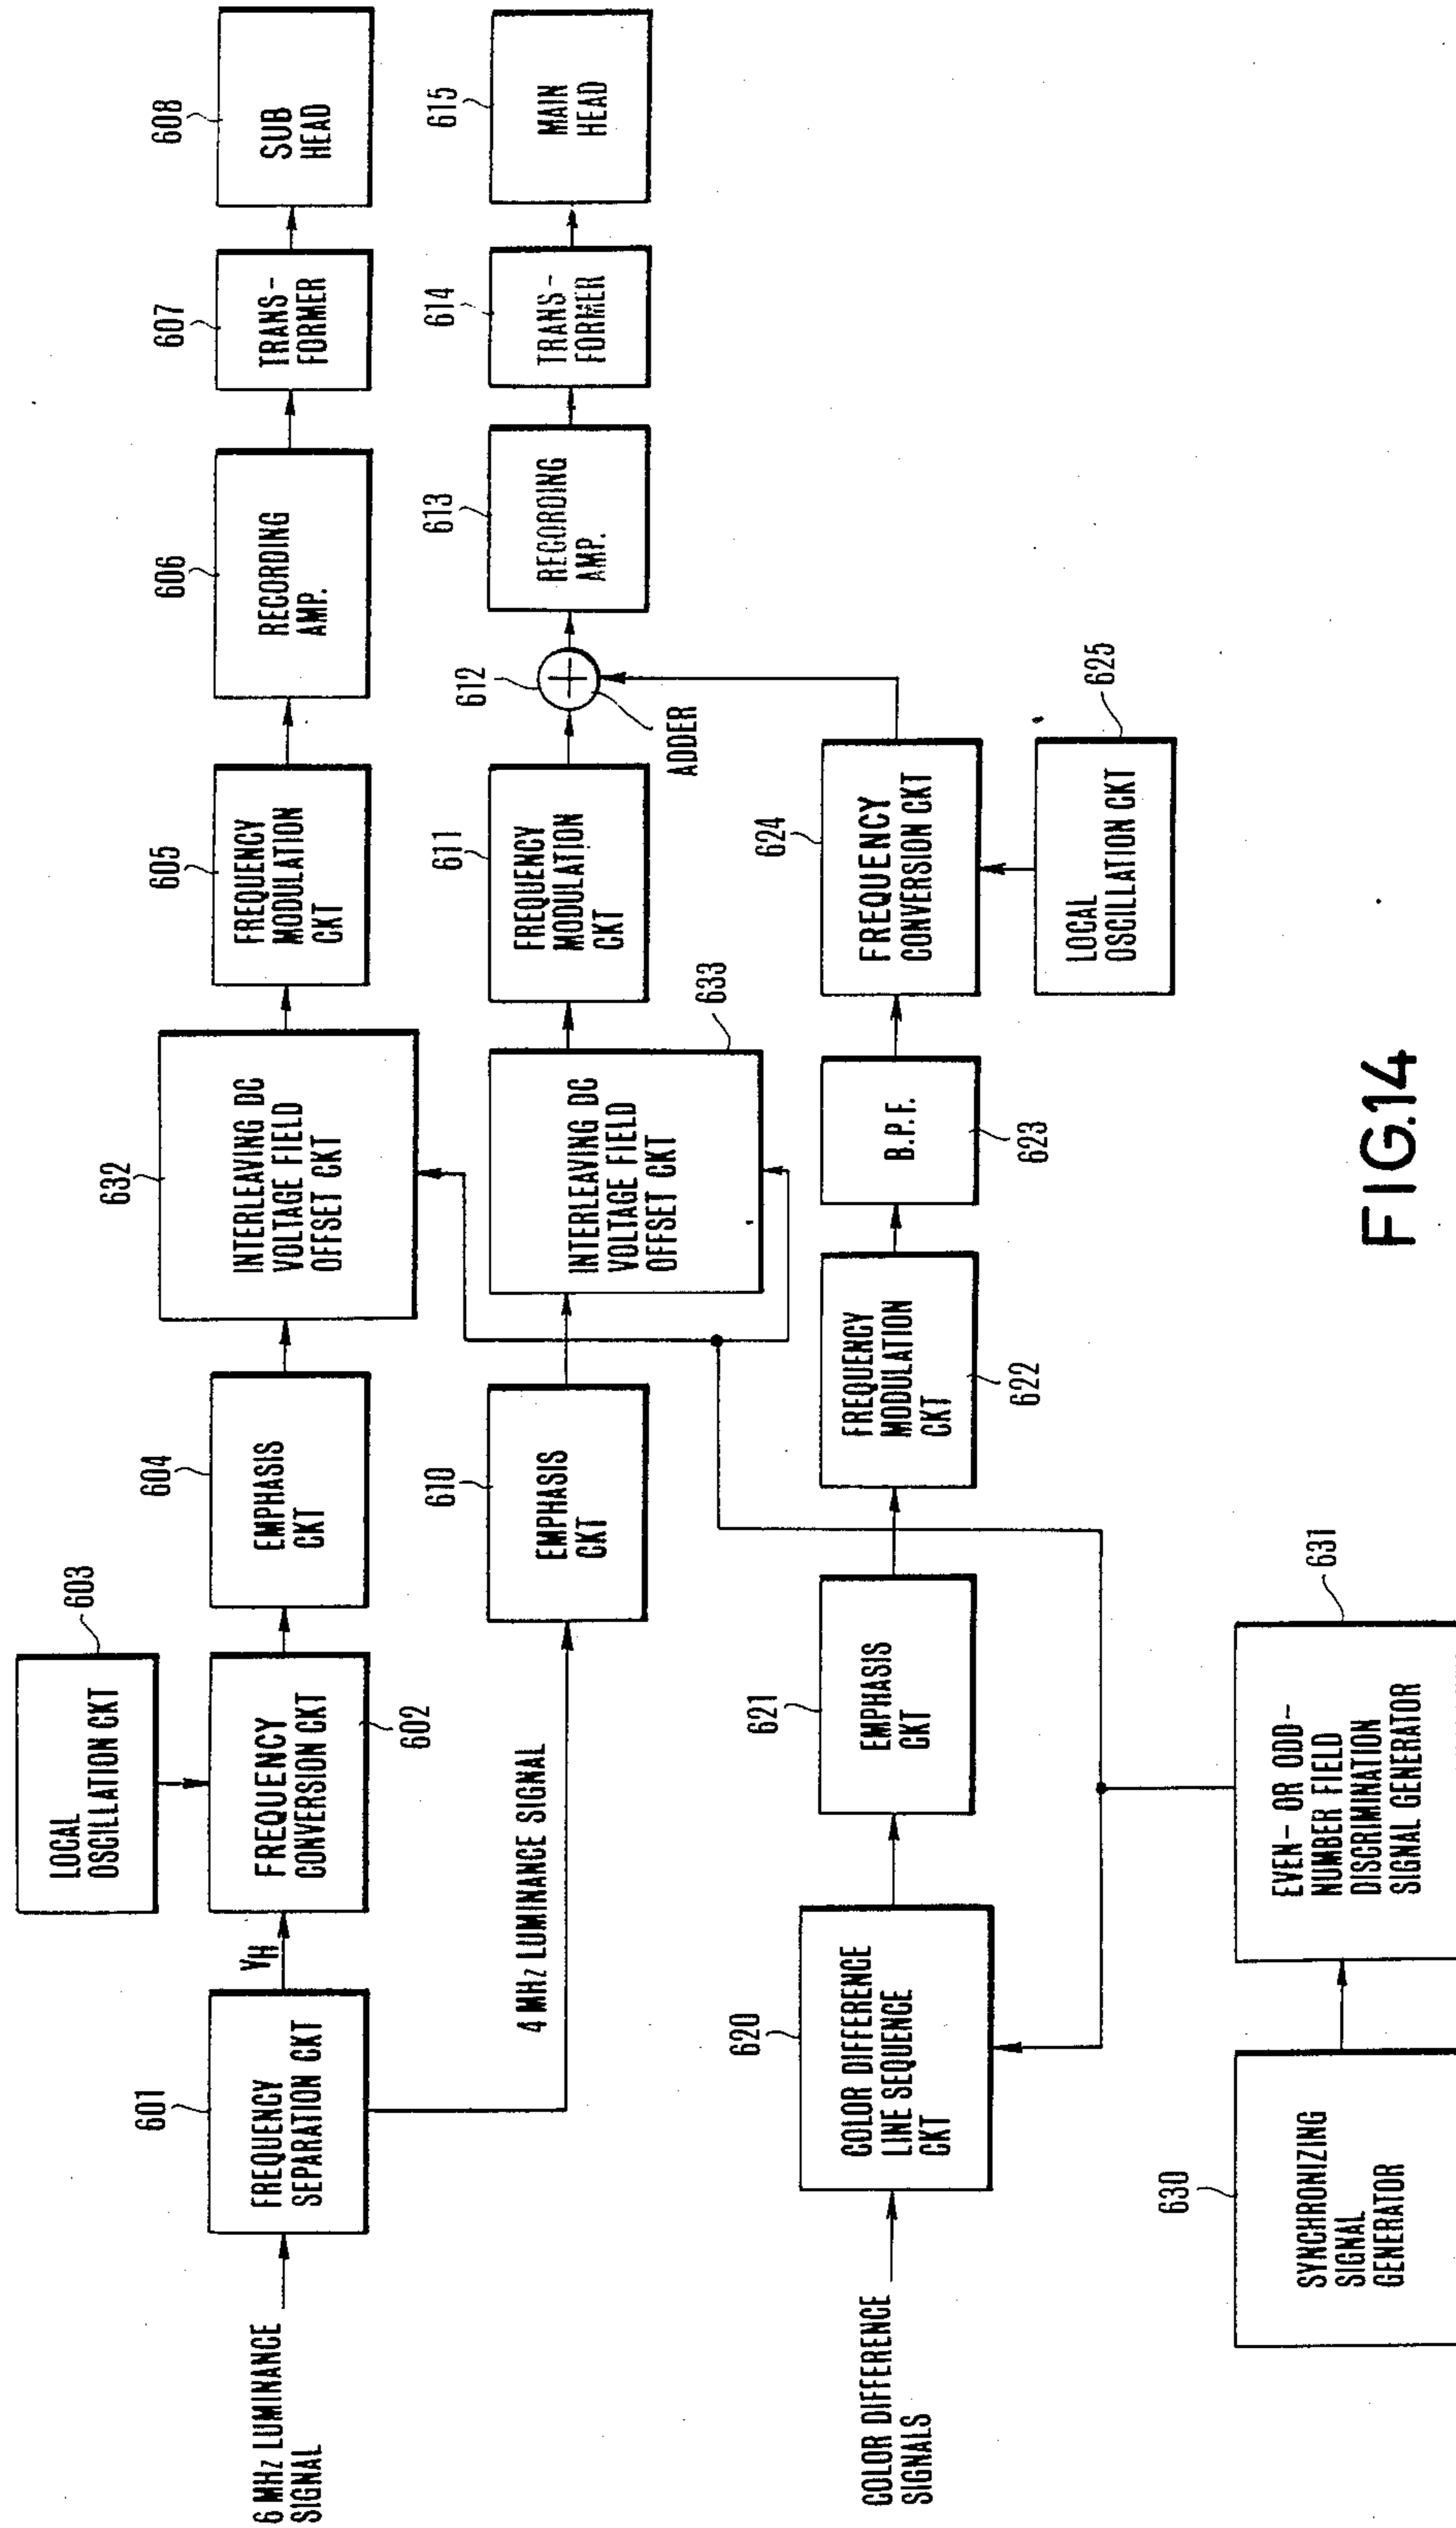 603
LOCAL
OSCILLATION CKT
6 MHz LUMINANCE
SIGNAL
601
FREQUENCY
SEPARATION CKT
YH
FREQUENCY
CONVERSION CKT
602
604
EMPHASIS
CKT
632
INTERLEAVING DC
VOLTAGE FIELD
OFFSET CKT
605
FREQUENCY
MODULATION
CKT
606
RECORDING
AMP.
607
TRANS-
FORMER
608
SUB
HEAD
4 MHz LUMINANCE SIGNAL
610
EMPHASIS
CKT
INTERLEAVING DC
VOLTAGE FIELD
OFFSET CKT
633
611
FREQUENCY
MODULATION
CKT
612
ADDER
613
RECORDING
AMP.
614
TRANS-
FORMER
615
MAIN
HEAD
COLOR DIFFERENCE
SIGNALS
620
COLOR DIFFERENCE
LINE SEQUENCE
CKT
621
EMPHASIS
CKT
FREQUENCY
MODULATION
CKT
622
B.P.F.
623
624
FREQUENCY
CONVERSION CKT
625
LOCAL
OSCILLATION CKT
630
SYNCHRONIZING
SIGNAL
GENERATOR
631
EVEN- OR ODD-
NUMBER FIELD
DISCRIMINATION
SIGNAL GENERATOR
FIG.14